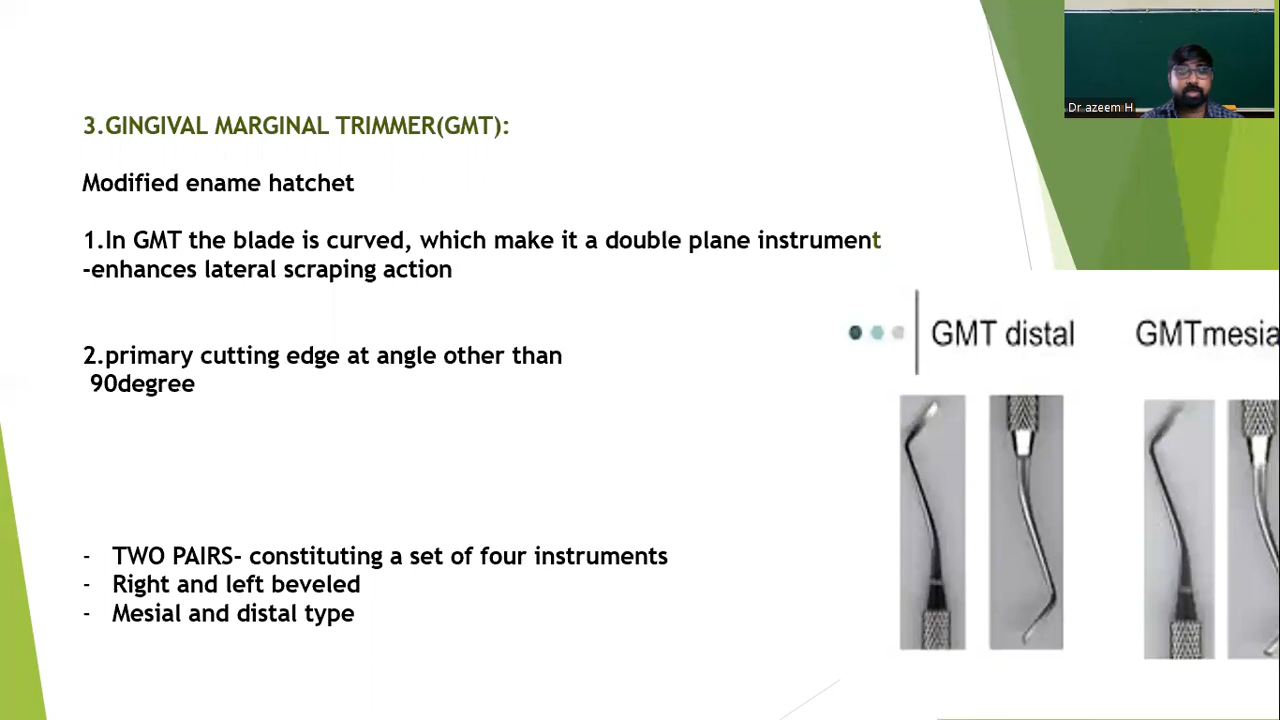 Dr azeem H
3.GINGIVAL MARGINAL TRIMMER(GMT):
Modified ename hatchet
1.In GMT the blade is curved, which make it a double plane instrument
-enhances lateral scraping action
2.primary cutting edge at angle other than
90degree
GMT distal
GMTmesia
- TWO PAIRS- constituting a set of four instruments
- Right and left beveled
- Mesial and distal type